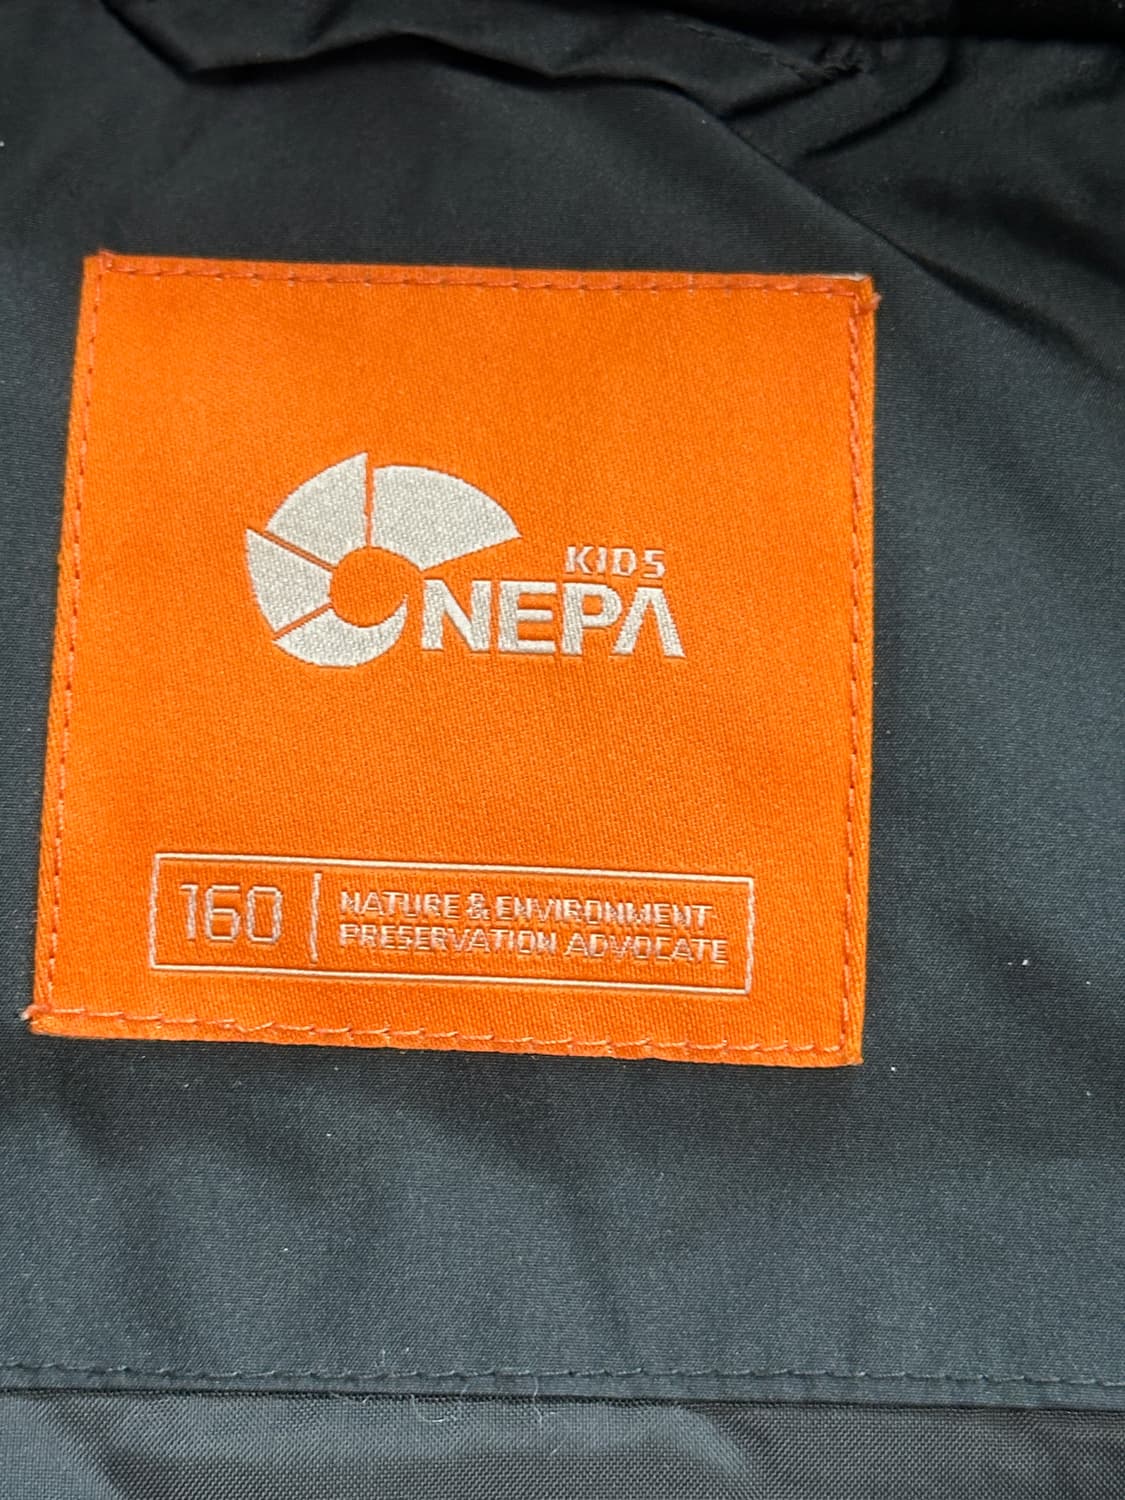 KIDS
NEPA
160
NATURE & ENVIRONMENT
PRESERVATION ADVOCATE